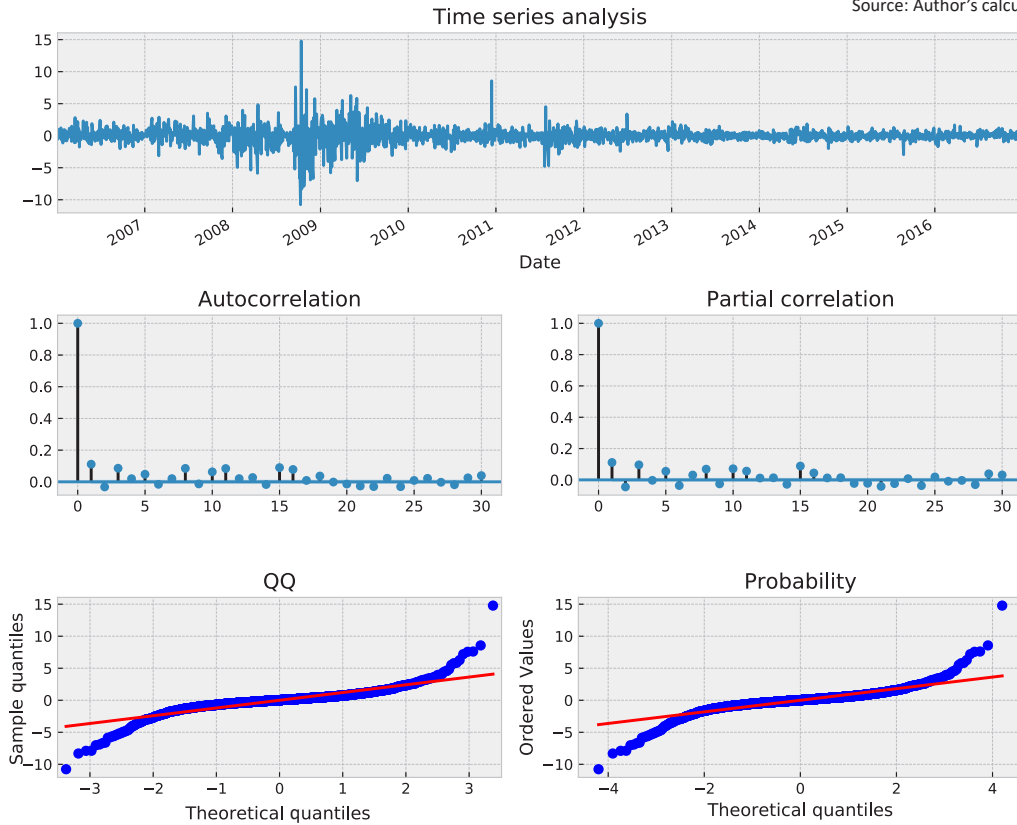 Source: Author's calcu
Time series analysis
15
10
5
0
−5
−10
2007 2008 2009 2010 2011 2012 2013 2014 2015 2016
Date
Autocorrelation
1.0
0.8
0.6
0.4
0.2
0.0
0 5 10 15 20 25 30
Partial correlation
1.0
0.8
0.6
0.4
0.2
0.0
0 5 10 15 20 25 30
QQ
Sample quantiles
15
10
5
0
−5
−10
−3 −2 −1 0 1 2 3
Theoretical quantiles
Probability
Ordered Values
15
10
5
0
−5
−10
−4 −2 0 2 4
Theoretical quantiles